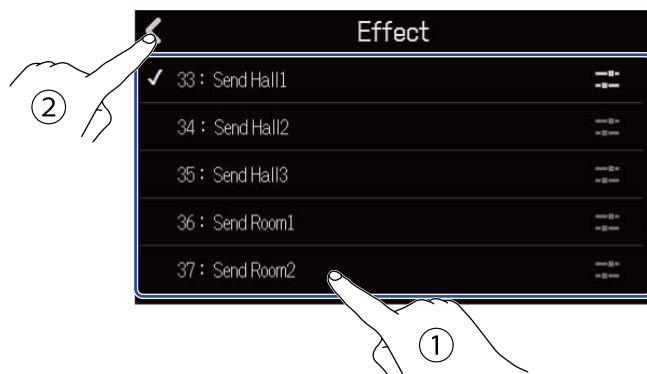 Effect
✓ 33 : Send Hall1
34 : Send Hall2
35 : Send Hall3
36 : Send Room1
37 : Send Room2
②
①